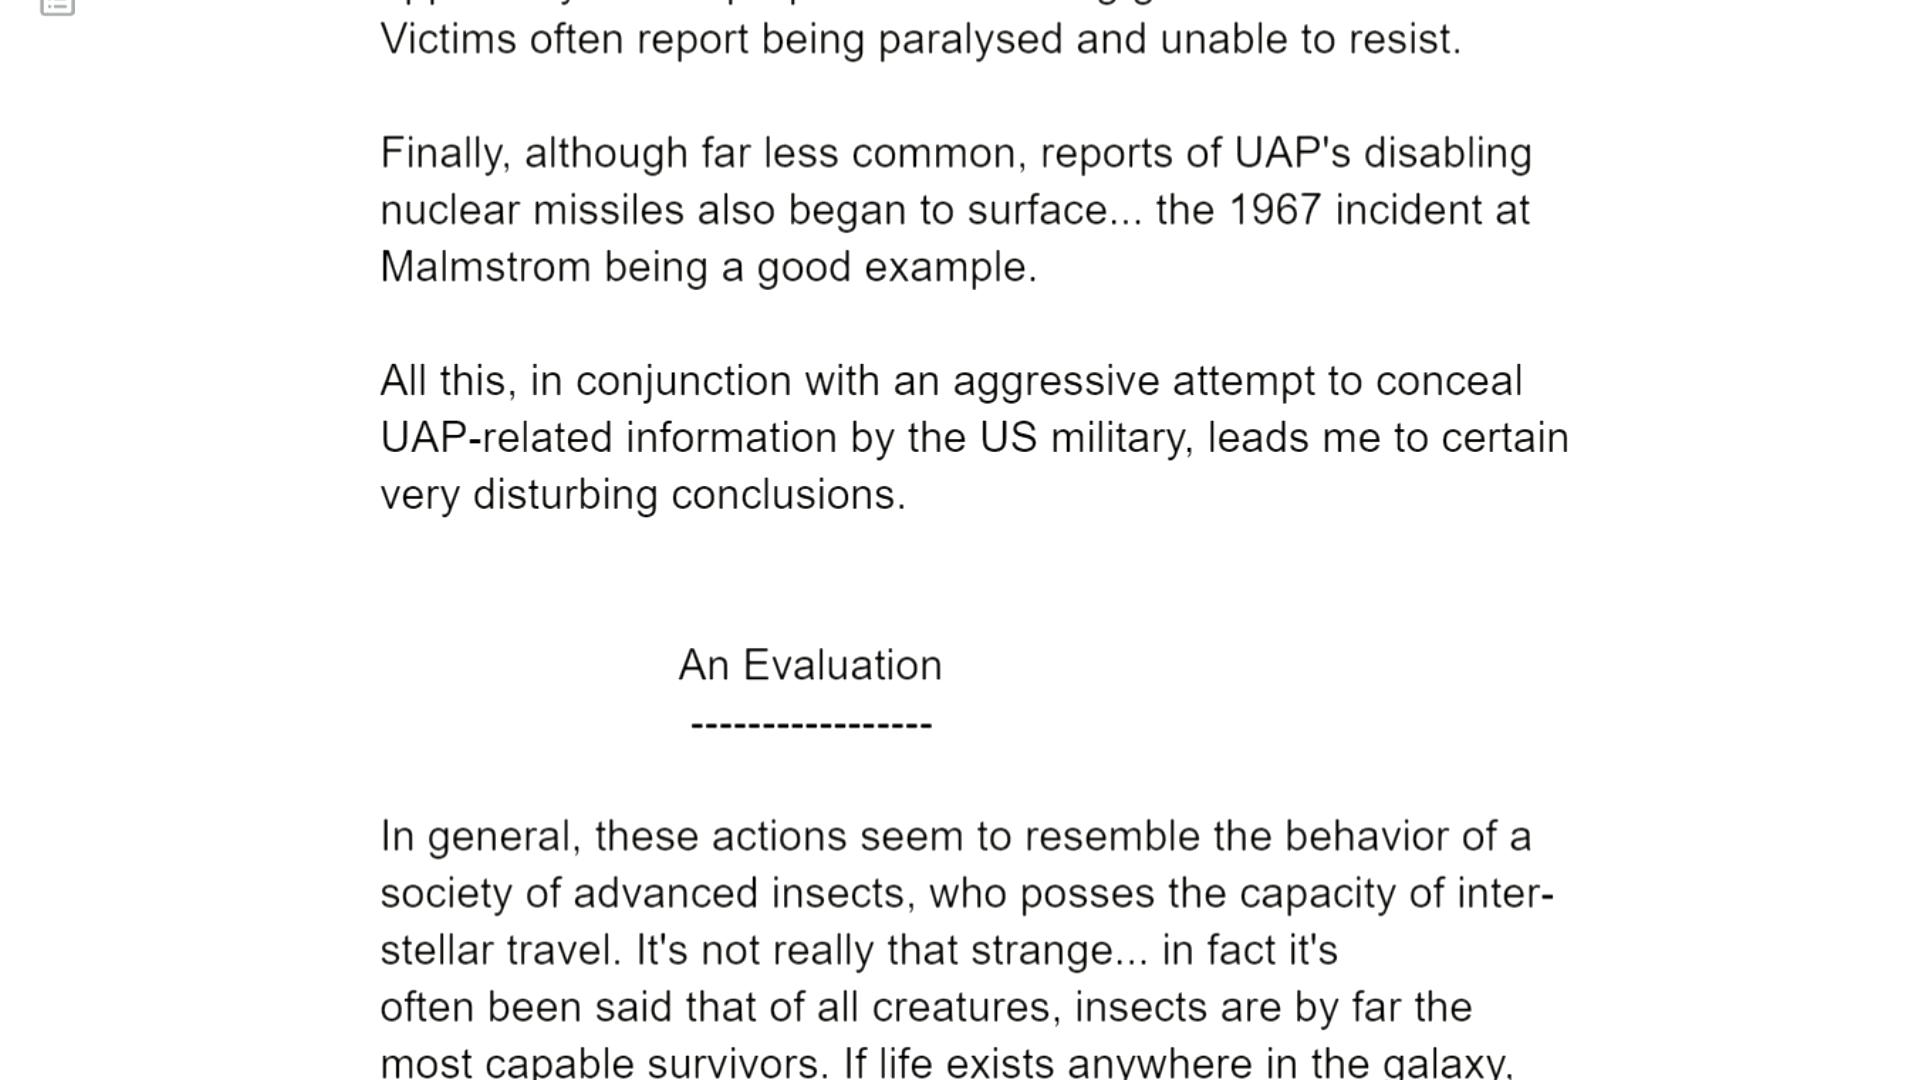 Victims often report being paralysed and unable to resist.
Finally, although far less common, reports of UAP's disabling
nuclear missiles also began to surface... the 1967 incident at
Malmstrom being a good example.
All this, in conjunction with an aggressive attempt to conceal
UAP-related information by the US military, leads me to certain
very disturbing conclusions.
An Evaluation
-----------------
In general, these actions seem to resemble the behavior of a
society of advanced insects, who posses the capacity of inter-
stellar travel. It's not really that strange... in fact it's
often been said that of all creatures, insects are by far the
most capable survivors. If life exists anywhere in the galaxy,